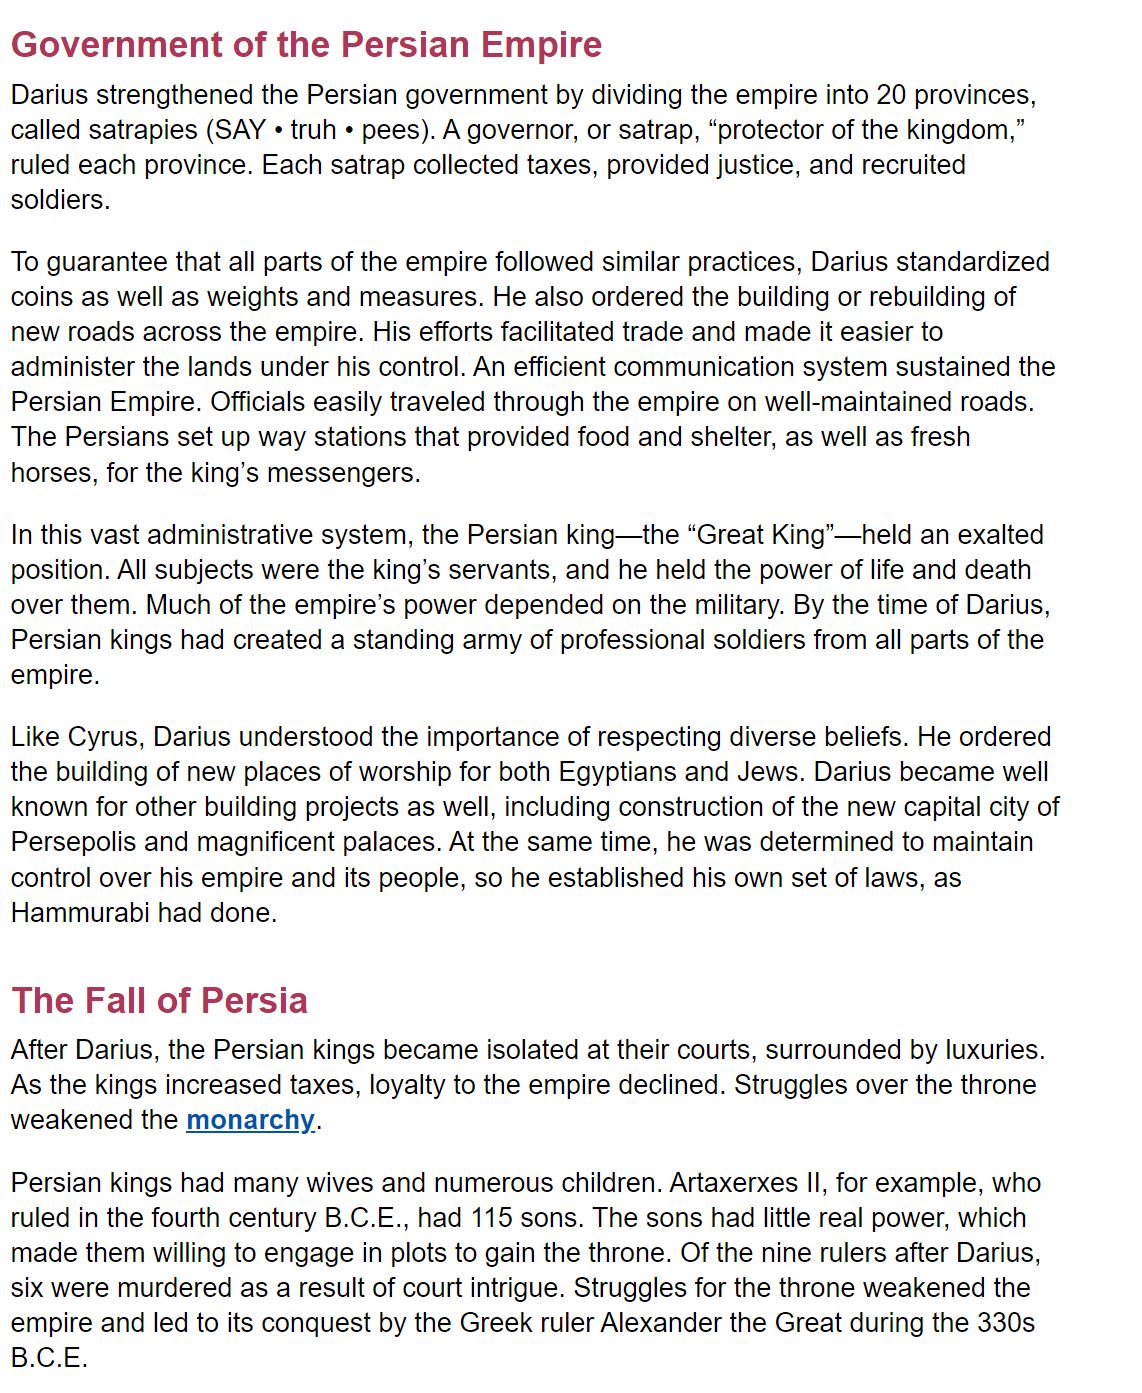 Government of the Persian Empire
Darius strengthened the Persian government by dividing the empire into 20 provinces,
called satrapies (SAY • truh • pees). A governor, or satrap, “protector of the kingdom,”
ruled each province. Each satrap collected taxes, provided justice, and recruited
soldiers.
To guarantee that all parts of the empire followed similar practices, Darius standardized
coins as well as weights and measures. He also ordered the building or rebuilding of
new roads across the empire. His efforts facilitated trade and made it easier to
administer the lands under his control. An efficient communication system sustained the
Persian Empire. Officials easily traveled through the empire on well-maintained roads.
The Persians set up way stations that provided food and shelter, as well as fresh
horses, for the king’s messengers.
In this vast administrative system, the Persian king—the “Great King”—held an exalted
position. All subjects were the king’s servants, and he held the power of life and death
over them. Much of the empire’s power depended on the military. By the time of Darius,
Persian kings had created a standing army of professional soldiers from all parts of the
empire.
Like Cyrus, Darius understood the importance of respecting diverse beliefs. He ordered
the building of new places of worship for both Egyptians and Jews. Darius became well
known for other building projects as well, including construction of the new capital city of
Persepolis and magnificent palaces. At the same time, he was determined to maintain
control over his empire and its people, so he established his own set of laws, as
Hammurabi had done.
The Fall of Persia
After Darius, the Persian kings became isolated at their courts, surrounded by luxuries.
As the kings increased taxes, loyalty to the empire declined. Struggles over the throne
weakened the monarchy.
Persian kings had many wives and numerous children. Artaxerxes II, for example, who
ruled in the fourth century B.C.E., had 115 sons. The sons had little real power, which
made them willing to engage in plots to gain the throne. Of the nine rulers after Darius,
six were murdered as a result of court intrigue. Struggles for the throne weakened the
empire and led to its conquest by the Greek ruler Alexander the Great during the 330s
B.C.E.